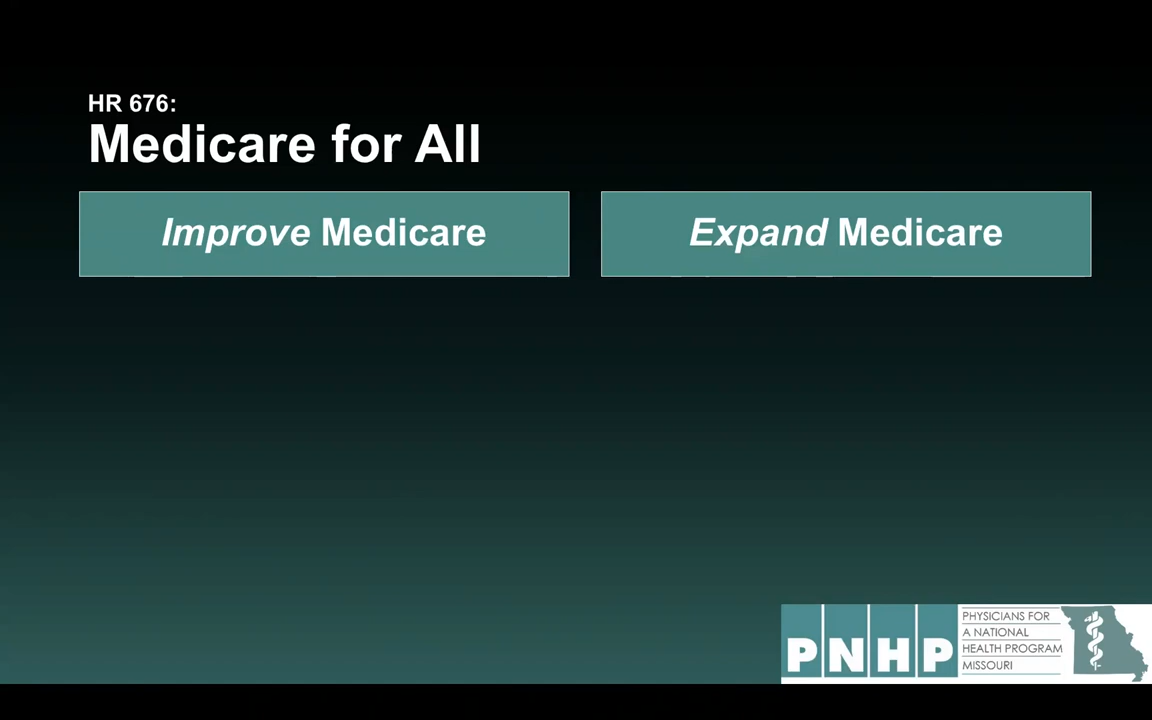 HR 676:
Medicare for All
Improve Medicare
Expand Medicare
PNHP
PHYSICIANS FOR
A NATIONAL
HEALTH PROGRAM
MISSOURI